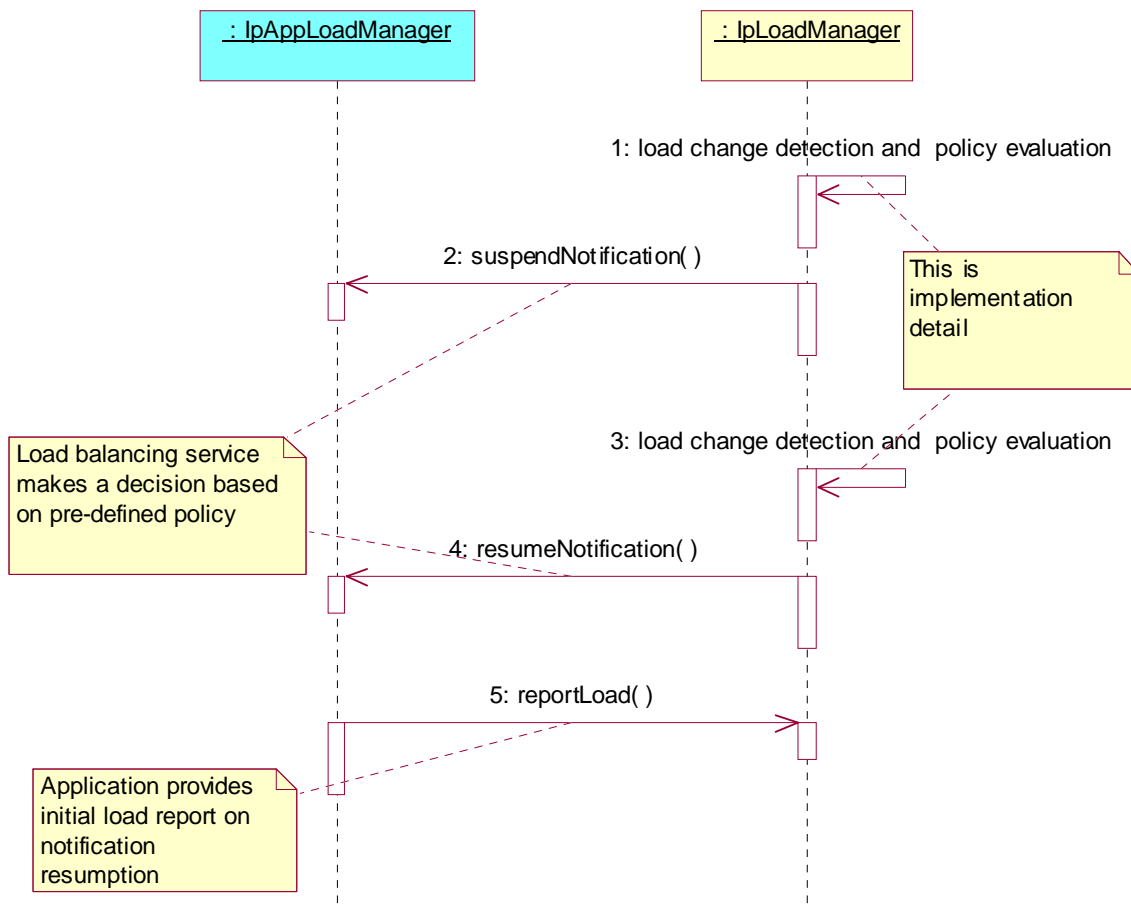 : IpAppLoadManager
: IpLoadManager
1: load change detection and policy evaluation
2: suspendNotification( )
This is
implementation
detail
3: load change detection and policy evaluation
Load balancing service
makes a decision based
on pre-defined policy
4: resumeNotification( )
5: reportLoad( )
Application provides
initial load report on
notification
resumption